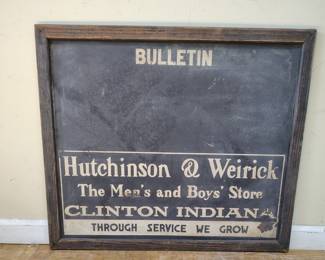 BULLETIN
Hutchinson & Weirick
The Men's and Boys' Store
CLINTON INDIANA
THROUGH SERVICE WE GROW